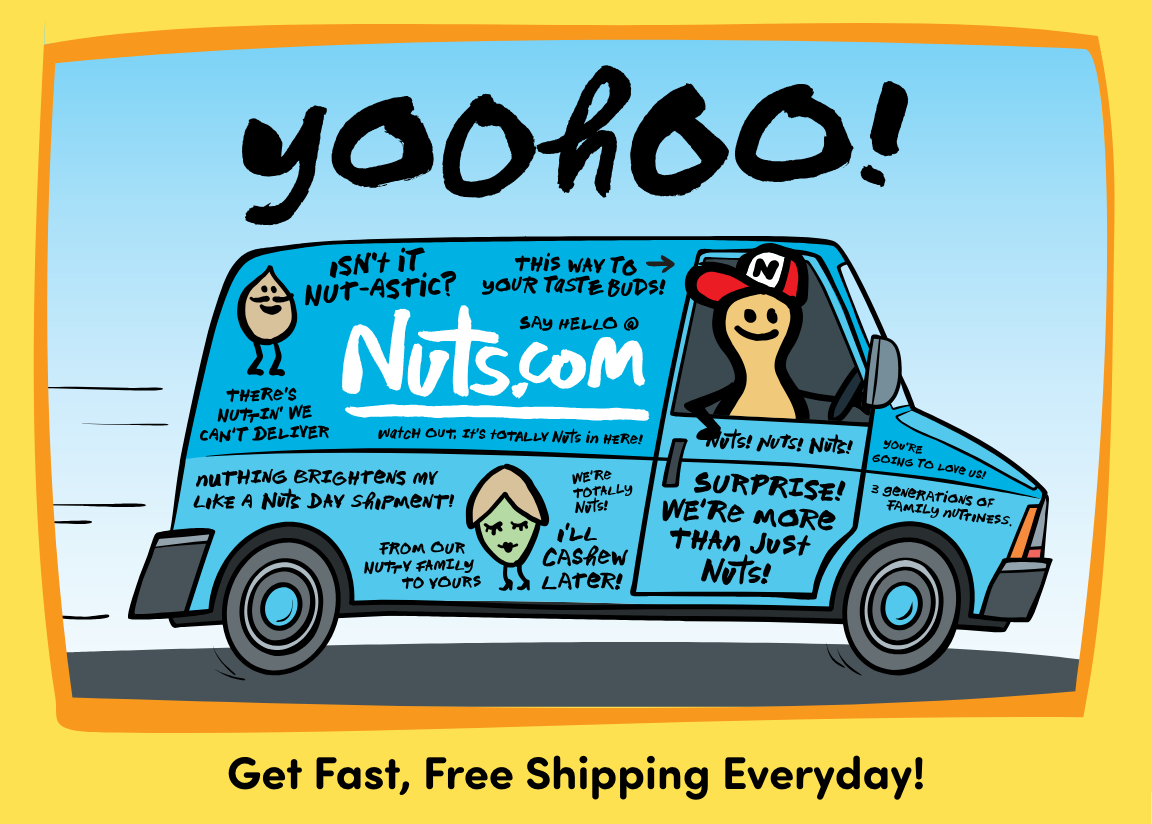 yoohoo!
ISN'T IT
NUT-ASTIC?
THIS WAY TO →
YOUR TASTE BUDS!
N
SAY HELLO @
Nuts.com
THERE'S
NUTTIN' WE
CAN'T DELIVER
WATCH OUT, IT'S TOTALLY NUTS IN HERE!
NUTS! NUTS! NUTS!
YOU'RE
GOING TO LOVE US!
NUTHING BRIGHTENS MY
LIKE A NUTS DAY SHIPMENT!
WE'RE
TOTALLY
NUTS!
SURPRISE!
WE'RE MORE
THAN JUST
NUTS!
3 GENERATIONS OF
FAMILY NUTTINESS.
FROM OUR
NUTTY FAMILY
TO YOURS
I'LL
CASHEW
LATER!
Get Fast, Free Shipping Everyday!